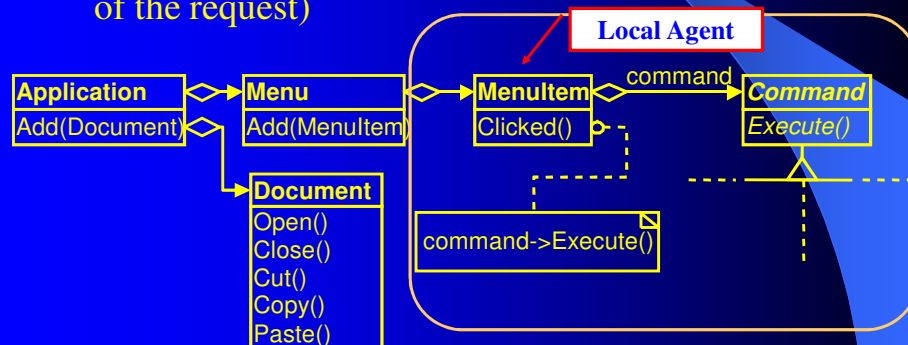 of the request)
Local Agent
Application
Add(Document)
Menu
Add(MenuItem)
MenuItem
Clicked()
command
Command
Execute()
Document
Open()
Close()
Cut()
Copy()
Paste()
command->Execute()